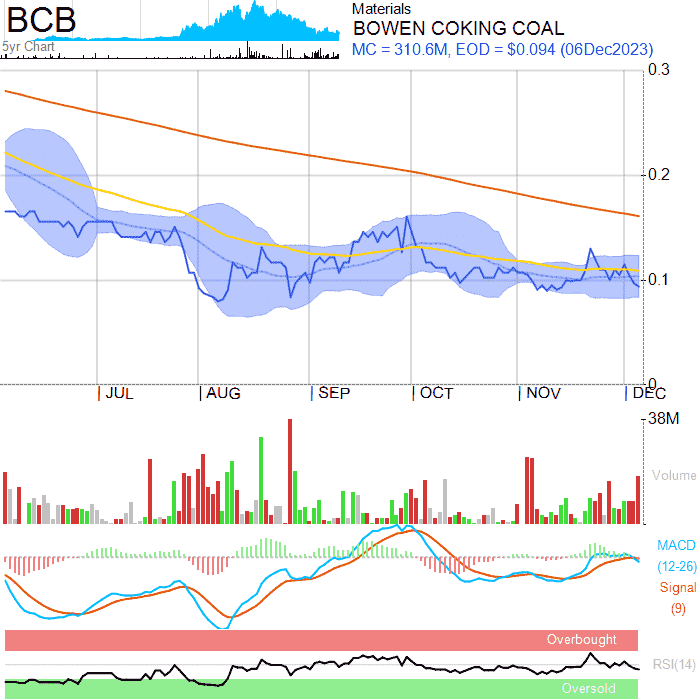 BCB
5yr Chart
Materials
BOWEN COKING COAL
MC = 310.6M, EOD = $0.094 (06Dec2023)
0.3
0.2
0.1
0
JUL
AUG
SEP
OCT
NOV
DEC
38M
Volume
MACD
(12-26)
Signal
(9)
Overbought
RSI(14)
Oversold